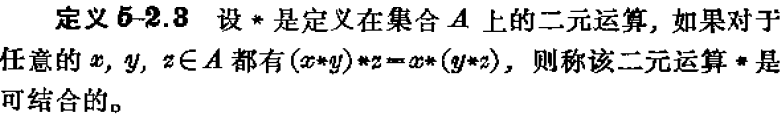 定义 5-2.3 设 * 是定义在集合 A 上的二元运算, 如果对于
任意的 x, y, z∈A 都有 (x*y)*z=x*(y*z), 则称该二元运算 * 是
可结合的。